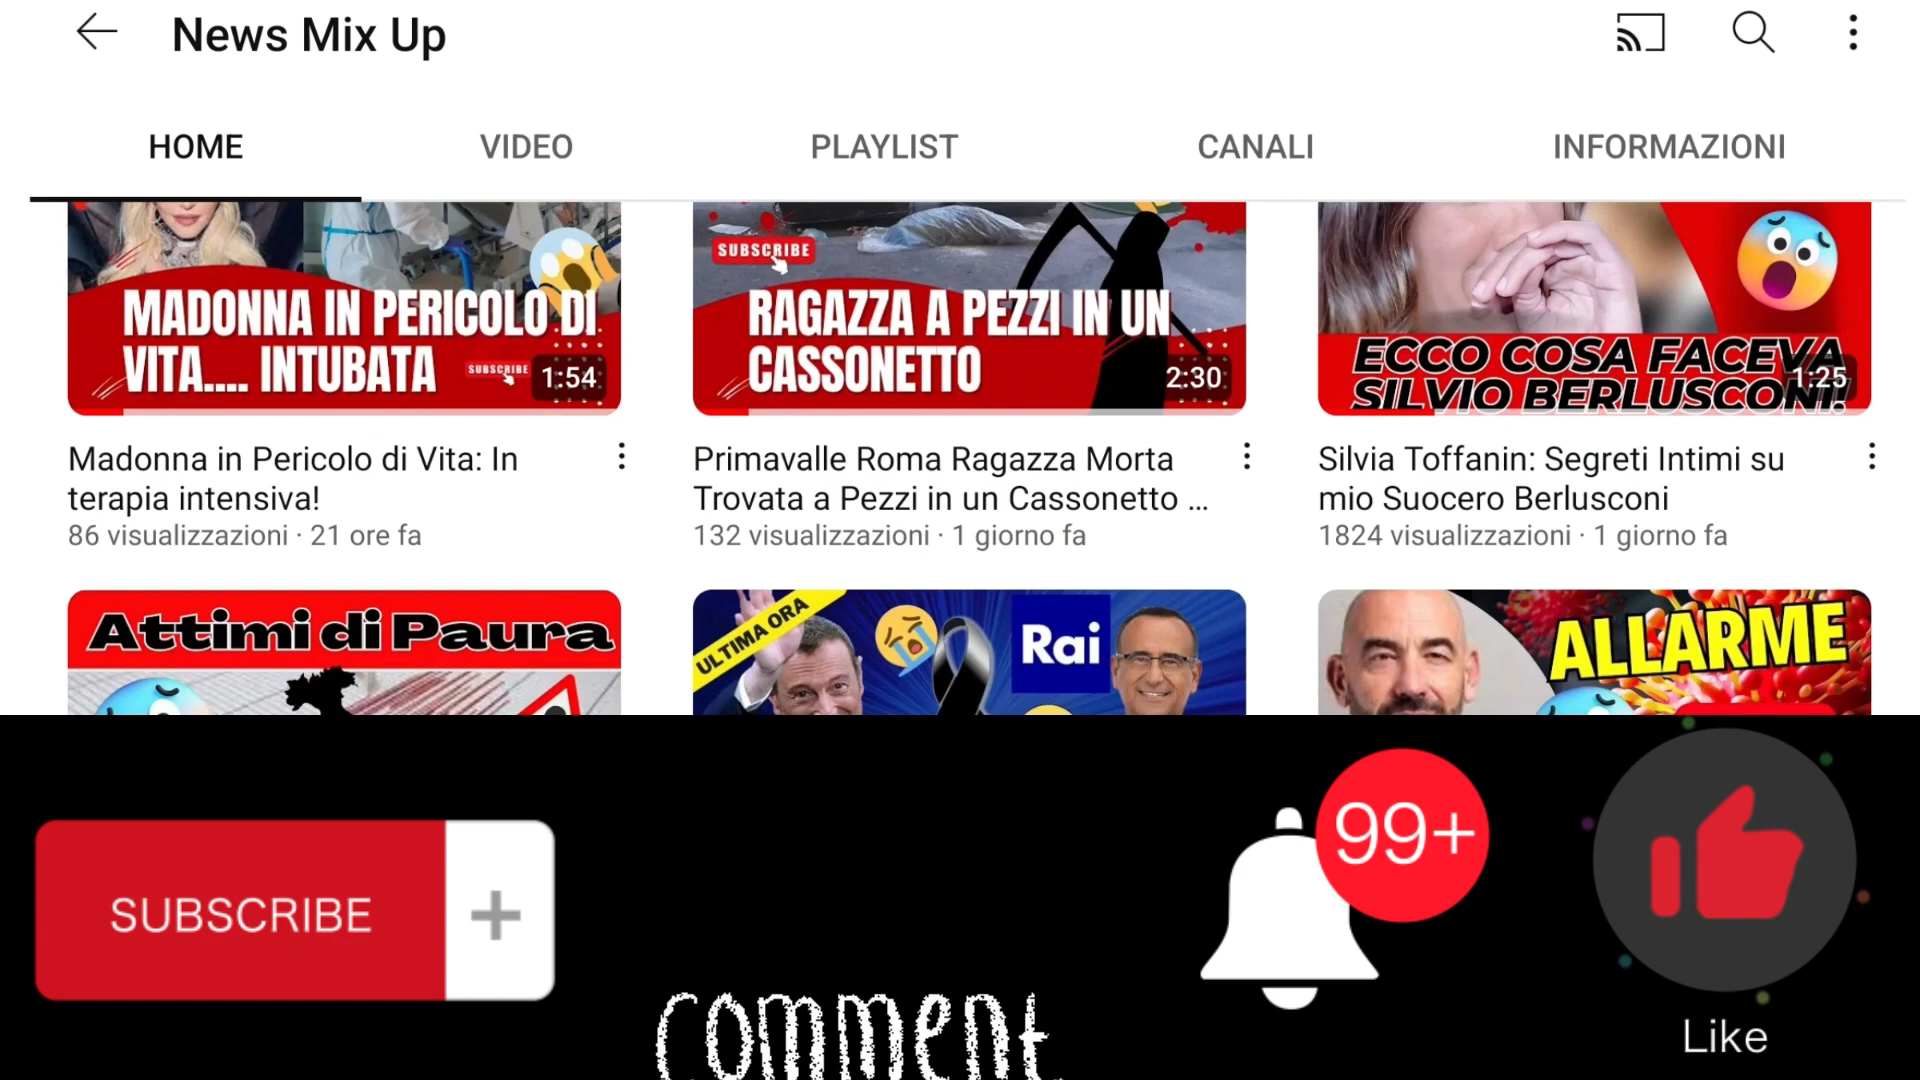 News Mix Up
HOME VIDEO PLAYLIST CANALI INFORMAZIONI
MADONNA IN PERICOLO DI
VITA.... INTUBATA
SUBSCRIBE
1:54
SUBSCRIBE
RAGAZZA A PEZZI IN UN
CASSONETTO
2:30
ECCO COSA FACEVA
SILVIO BERLUSCONI!
1:25
Madonna in Pericolo di Vita: In
terapia intensiva!
86 visualizzazioni · 21 ore fa
Primavalle Roma Ragazza Morta
Trovata a Pezzi in un Cassonetto ...
132 visualizzazioni · 1 giorno fa
Silvia Toffanin: Segreti Intimi su
mio Suocero Berlusconi
1824 visualizzazioni · 1 giorno fa
Attimi di Paura
ULTIMA ORA
Rai
ALLARME
SUBSCRIBE +
99+
comment
Like